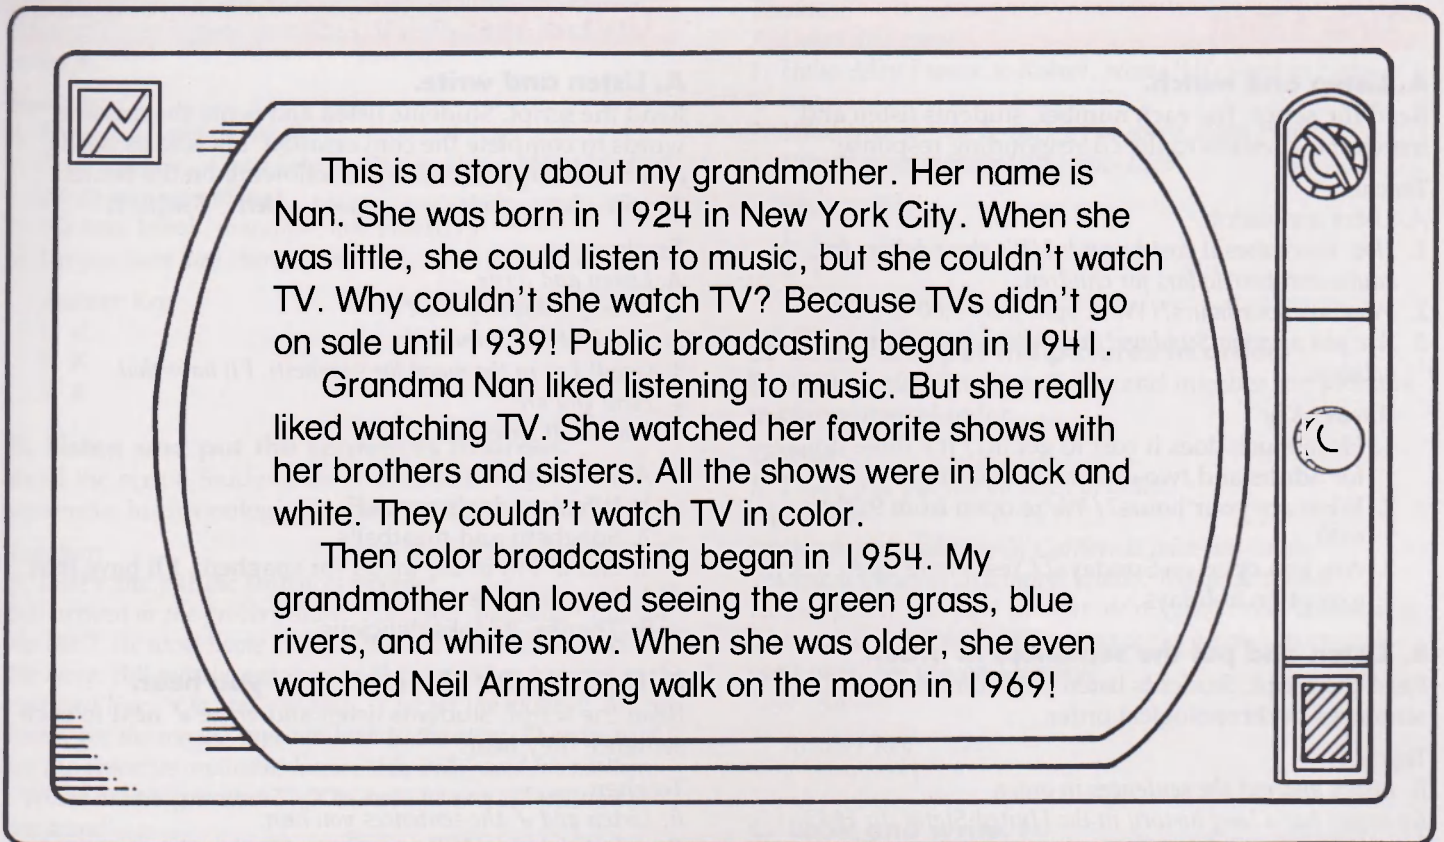 This is a story about my grandmother. Her name is
Nan. She was born in 1924 in New York City. When she
was little, she could listen to music, but she couldn't watch
TV. Why couldn't she watch TV? Because TVs didn't go
on sale until 1939! Public broadcasting began in 1941.
Grandma Nan liked listening to music. But she really
liked watching TV. She watched her favorite shows with
her brothers and sisters. All the shows were in black and
white. They couldn't watch TV in color.
Then color broadcasting began in 1954. My
grandmother Nan loved seeing the green grass, blue
rivers, and white snow. When she was older, she even
watched Neil Armstrong walk on the moon in 1969!